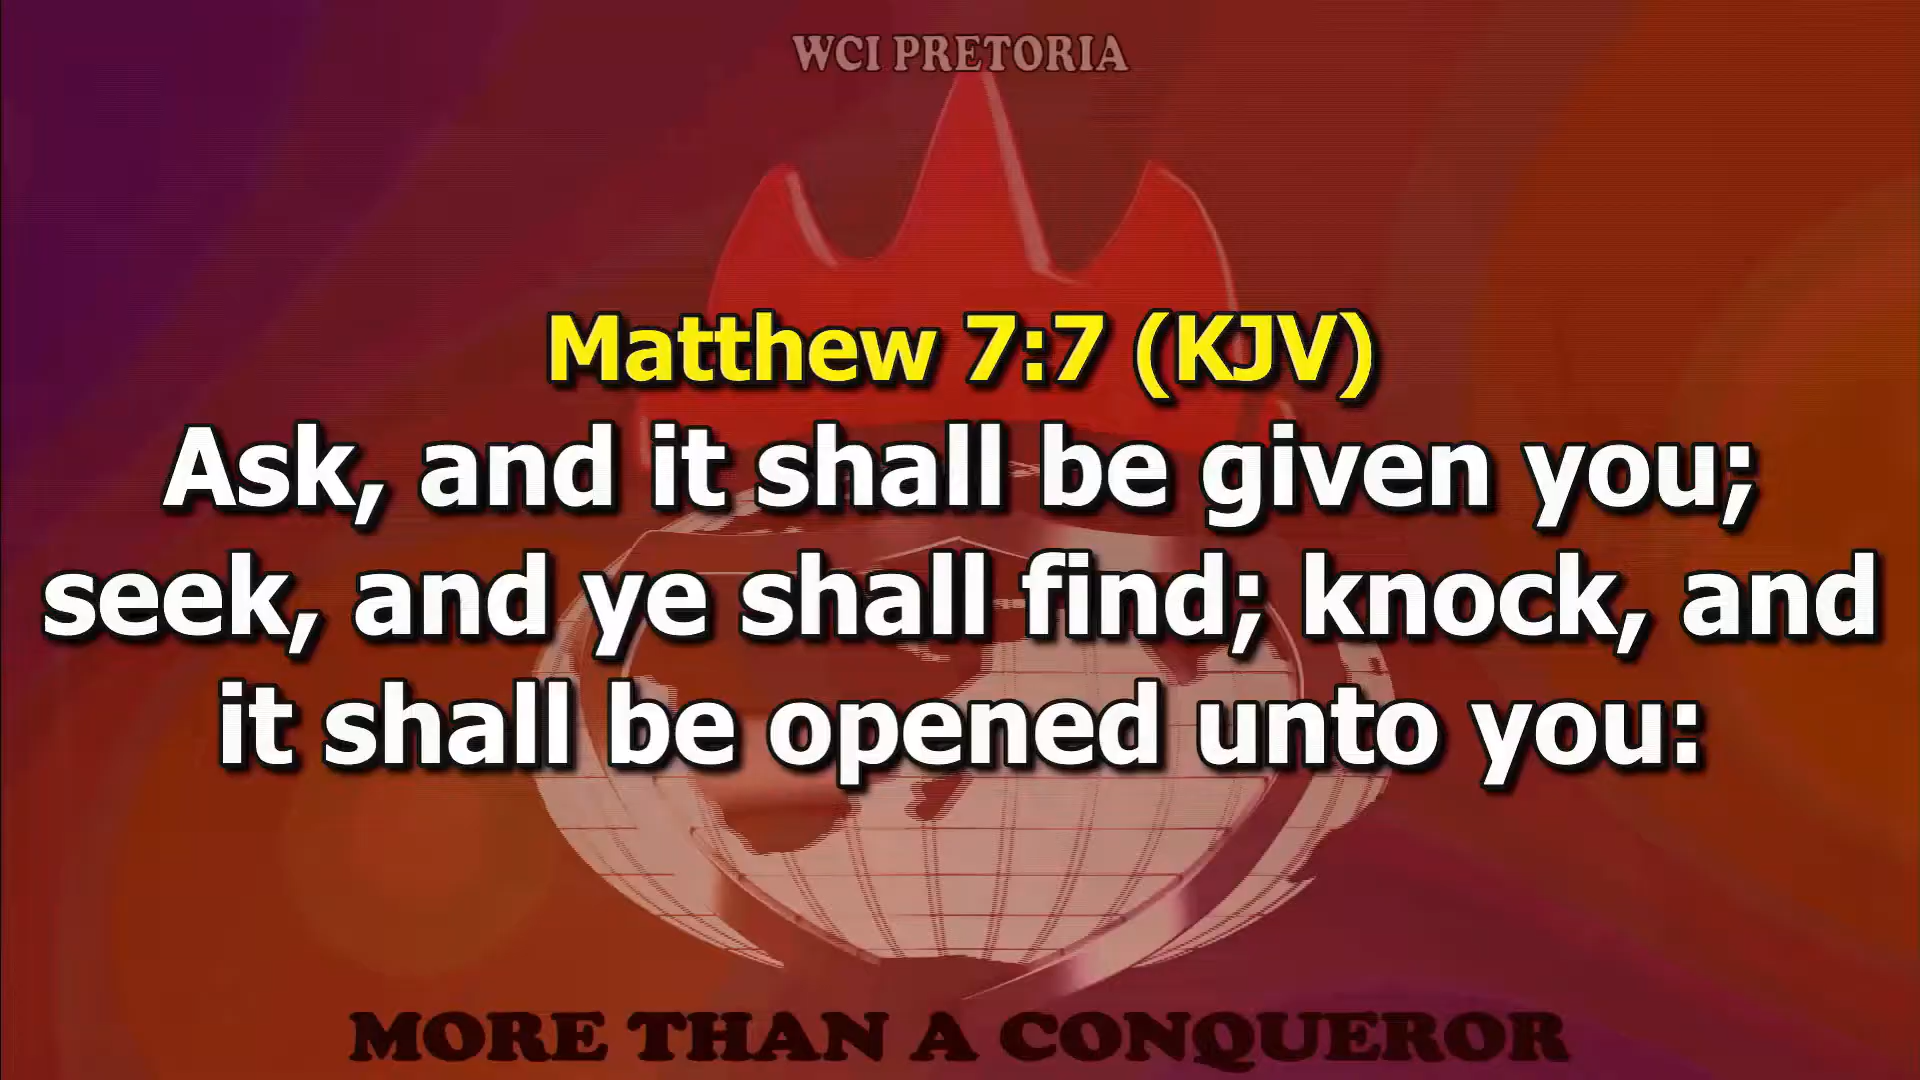 WCI PRETORIA
Matthew 7:7 (KJV)
Ask, and it shall be given you;
seek, and ye shall find; knock, and
it shall be opened unto you:
MORE THAN A CONQUEROR